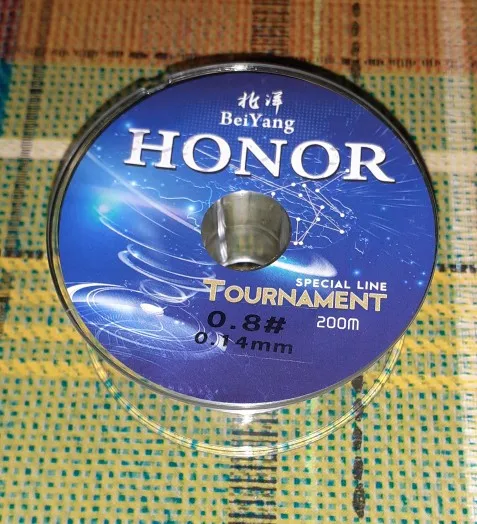 北洋
BeiYang
HONOR
SPECIAL LINE
TOURNAMENT
0.8# 200M
0.14mm